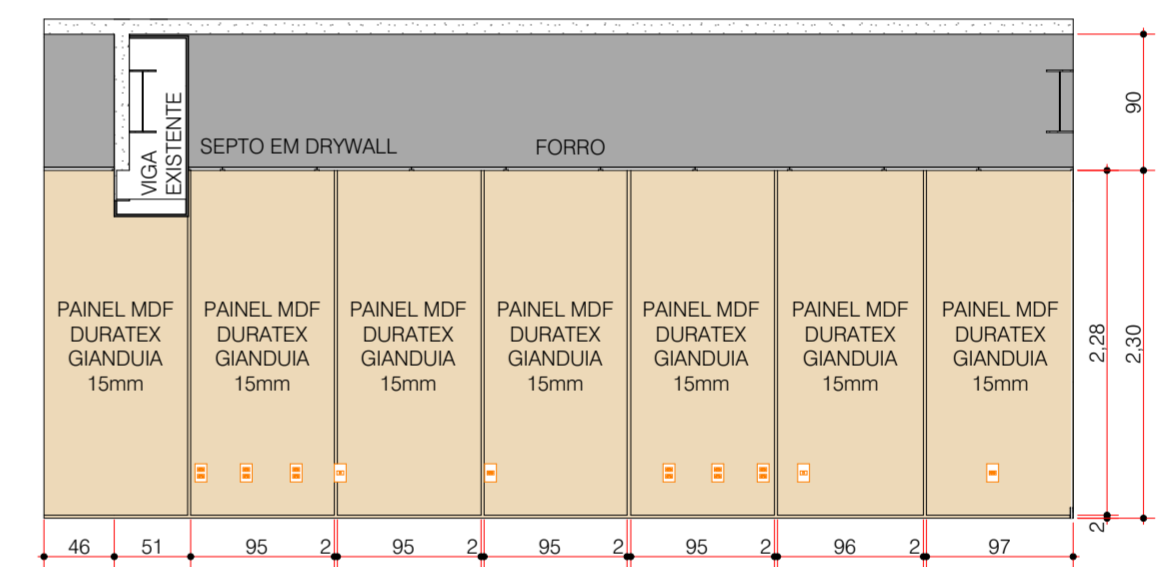 VIGA
EXISTENTE
SEPTO EM DRYWALL
FORRO
90
PAINEL MDF
DURATEX
GIANDUIA
15mm
PAINEL MDF
DURATEX
GIANDUIA
15mm
PAINEL MDF
DURATEX
GIANDUIA
15mm
PAINEL MDF
DURATEX
GIANDUIA
15mm
PAINEL MDF
DURATEX
GIANDUIA
15mm
PAINEL MDF
DURATEX
GIANDUIA
15mm
PAINEL MDF
DURATEX
GIANDUIA
15mm
2,28
2,30
2
46 51 95 2 95 2 95 2 95 2 96 2 97